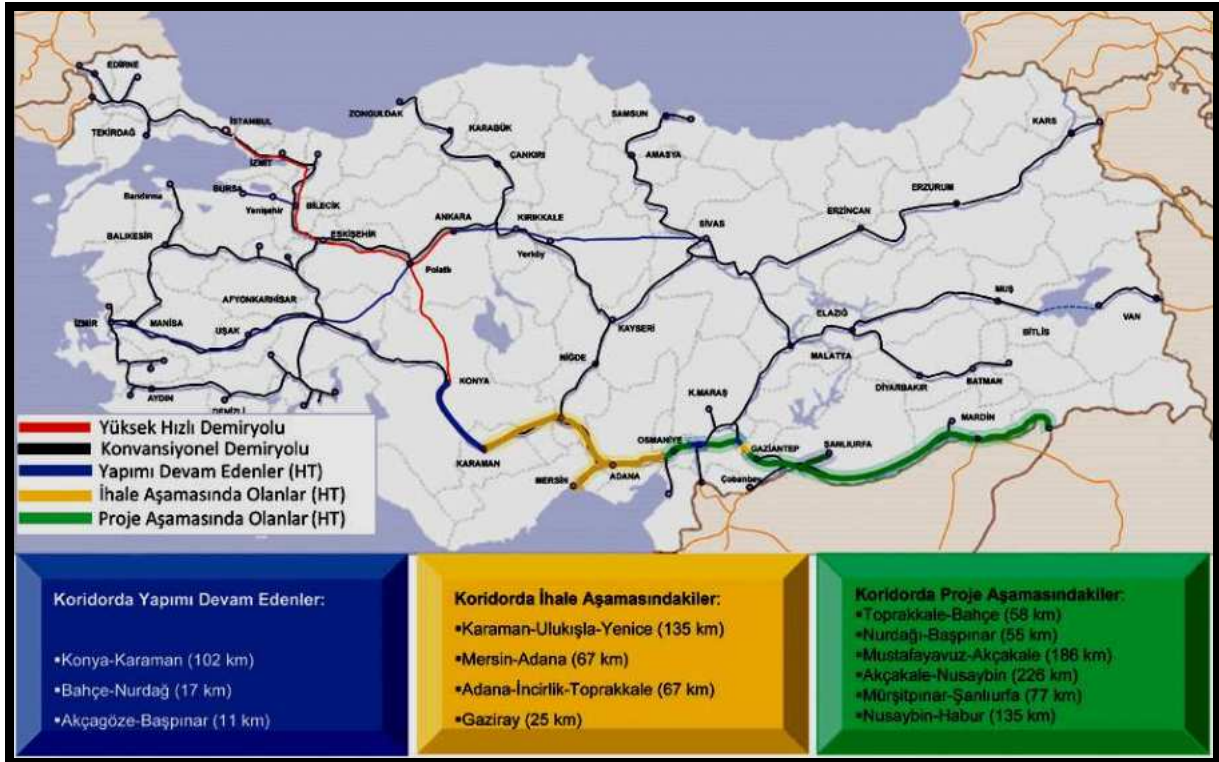 EDİRNE
TEKİRDAĞ
İSTANBUL
İZMİT
ZONGULDAK
KARABÜK
ÇANKIRI
SAMSUN
AMASYA
KARS
ERZURUM
ERZİNCAN
Bandırma
BURSA
Yenişehir
BİLECİK
BALIKESİR
ESKİŞEHİR
ANKARA
KIRIKKALE
Yerköy
SİVAS
Polatlı
AFYONKARHİSAR
İZMİR
MANİSA
UŞAK
KAYSERİ
ELAZIĞ
MUŞ
BİTLİS
VAN
MALATYA
NİĞDE
DİYARBAKIR
BATMAN
AYDIN
DENİZLİ
KONYA
K.MARAŞ
MARDİN
OSMANİYE
GAZİANTEP
ŞANLIURFA
KARAMAN
MERSİN
ADANA
Çobanbey
Yüksek Hızlı Demiryolu
Konvansiyonel Demiryolu
Yapımı Devam Edenler (HT)
İhale Aşamasında Olanlar (HT)
Proje Aşamasında Olanlar (HT)
Koridorda Yapımı Devam Edenler:
▪Konya-Karaman (102 km)
▪Bahçe-Nurdağ (17 km)
▪Akçagöze-Başpınar (11 km)
Koridorda İhale Aşamasındakiler:
▪Karaman-Ulukışla-Yenice (135 km)
▪Mersin-Adana (67 km)
▪Adana-İncirlik-Toprakkale (67 km)
▪Gaziray (25 km)
Koridorda Proje Aşamasındakiler:
▪Toprakkale-Bahçe (58 km)
▪Nurdağı-Başpınar (55 km)
▪Mustafayavuz-Akçakale (186 km)
▪Akçakale-Nusaybin (226 km)
▪Mürşitpınar-Şanlıurfa (77 km)
▪Nusaybin-Habur (135 km)